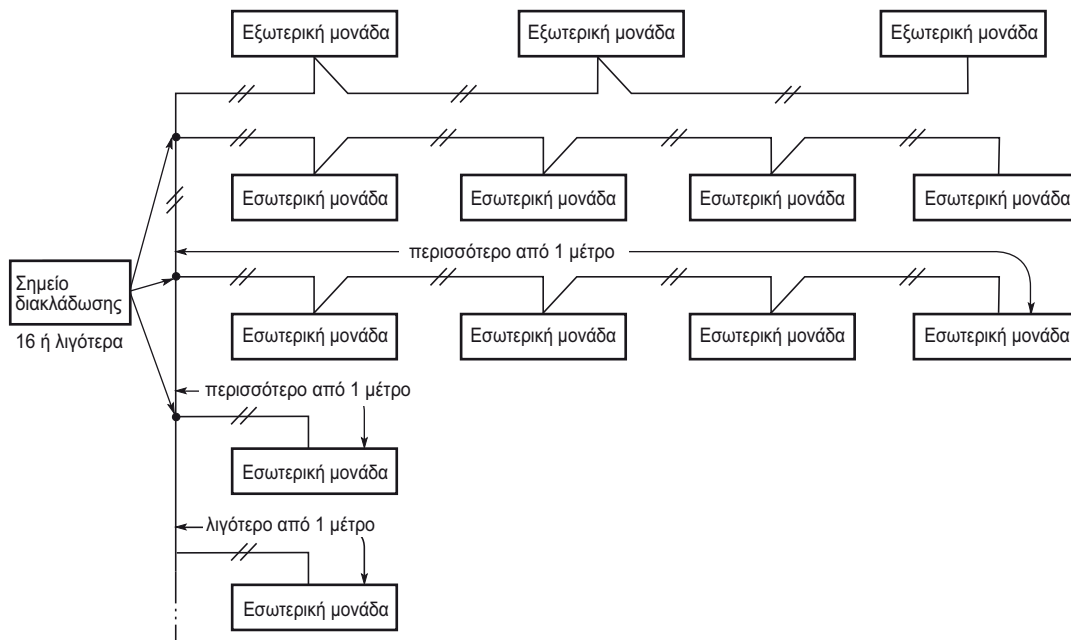 Εξωτερική μονάδα
Εξωτερική μονάδα
Εξωτερική μονάδα
Εσωτερική μονάδα
Εσωτερική μονάδα
Εσωτερική μονάδα
Εσωτερική μονάδα
περισσότερο από 1 μέτρο
Σημείο
διακλάδωσης
16 ή λιγότερα
Εσωτερική μονάδα
Εσωτερική μονάδα
Εσωτερική μονάδα
Εσωτερική μονάδα
περισσότερο από 1 μέτρο
Εσωτερική μονάδα
λιγότερο από 1 μέτρο
Εσωτερική μονάδα